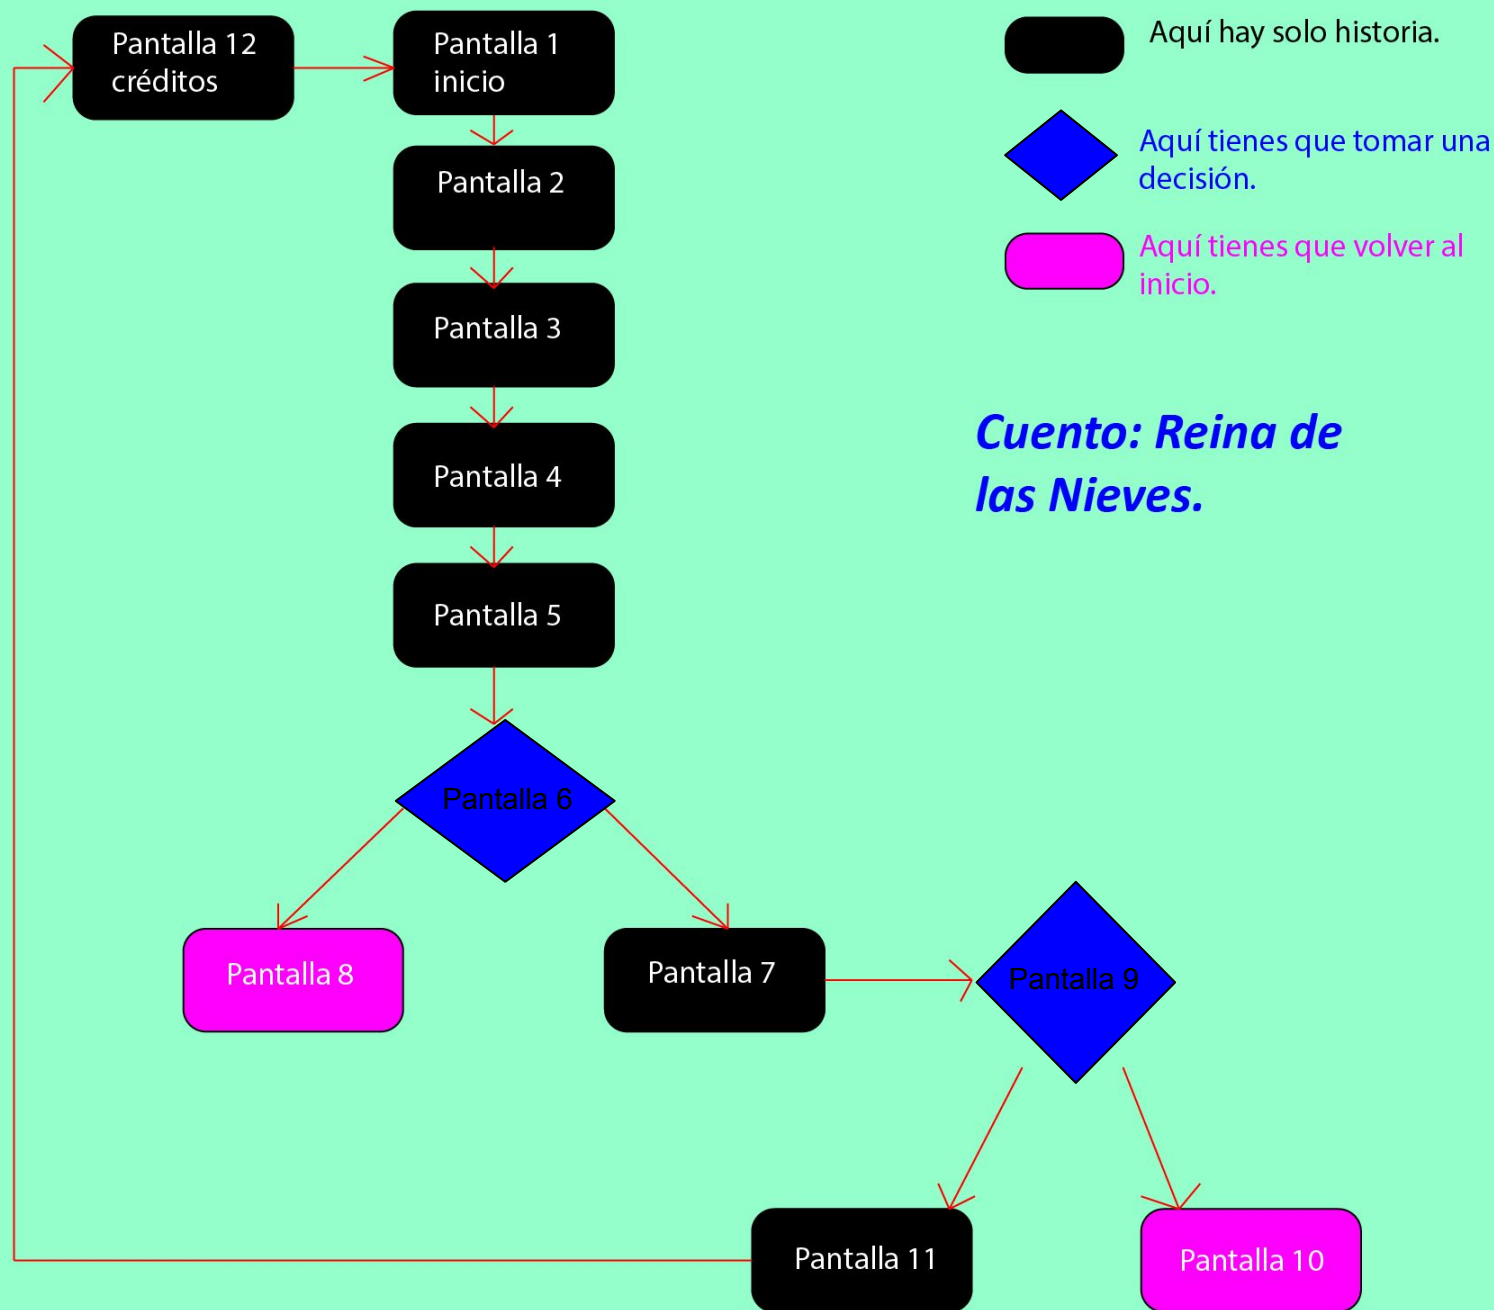 Pantalla 12
créditos
Pantalla 1
inicio
Aquí hay solo historia.
Pantalla 2
Aquí tienes que tomar una
decisión.
Aquí tienes que volver al
inicio.
Pantalla 3
Cuento: Reina de
las Nieves.
Pantalla 4
Pantalla 5
Pantalla 6
Pantalla 8
Pantalla 7
Pantalla 9
Pantalla 11
Pantalla 10